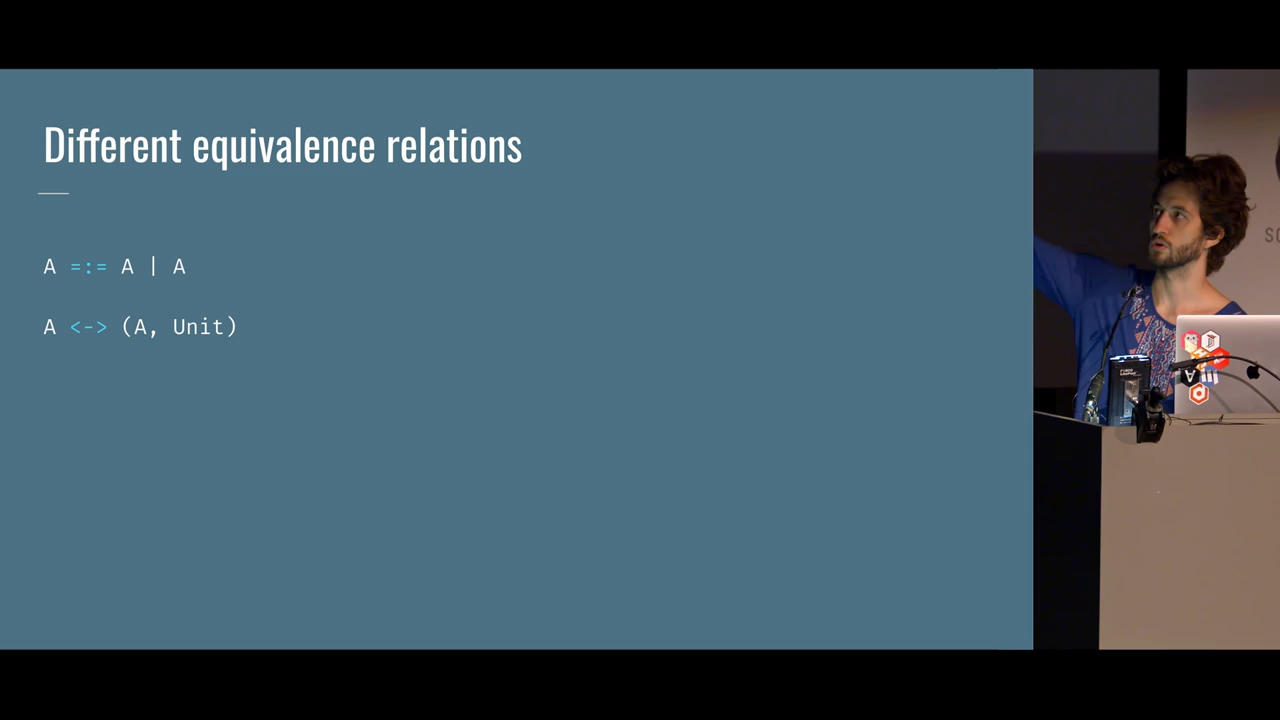 Different equivalence relations
A =:= A | A
A <-> (A, Unit)